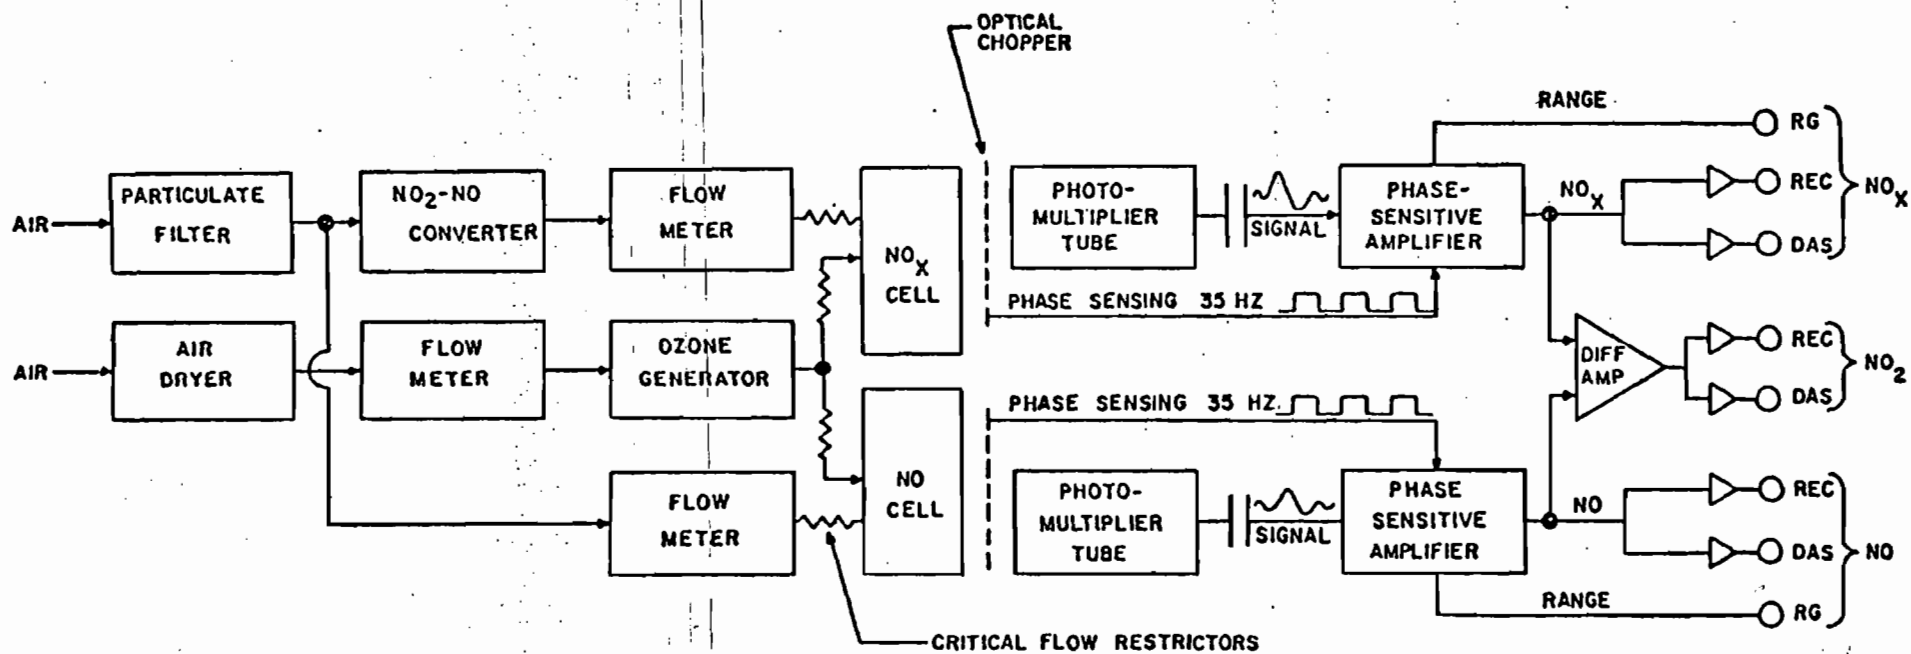 OPTICAL
CHOPPER
AIR
PARTICULATE
FILTER
NO2-NO
CONVERTER
FLOW
METER
NOX
CELL
PHOTO-
MULTIPLIER
TUBE
SIGNAL
PHASE-
SENSITIVE
AMPLIFIER
RANGE
RG
NOX
REC
DAS
NOX
PHASE SENSING 35 HZ
AIR
AIR
DRYER
FLOW
METER
OZONE
GENERATOR
DIFF
AMP
REC
DAS
NO2
PHASE SENSING 35 HZ.
FLOW
METER
NO
CELL
PHOTO-
MULTIPLIER
TUBE
SIGNAL
PHASE
SENSITIVE
AMPLIFIER
NO
REC
DAS
NO
RANGE
RG
CRITICAL FLOW RESTRICTORS